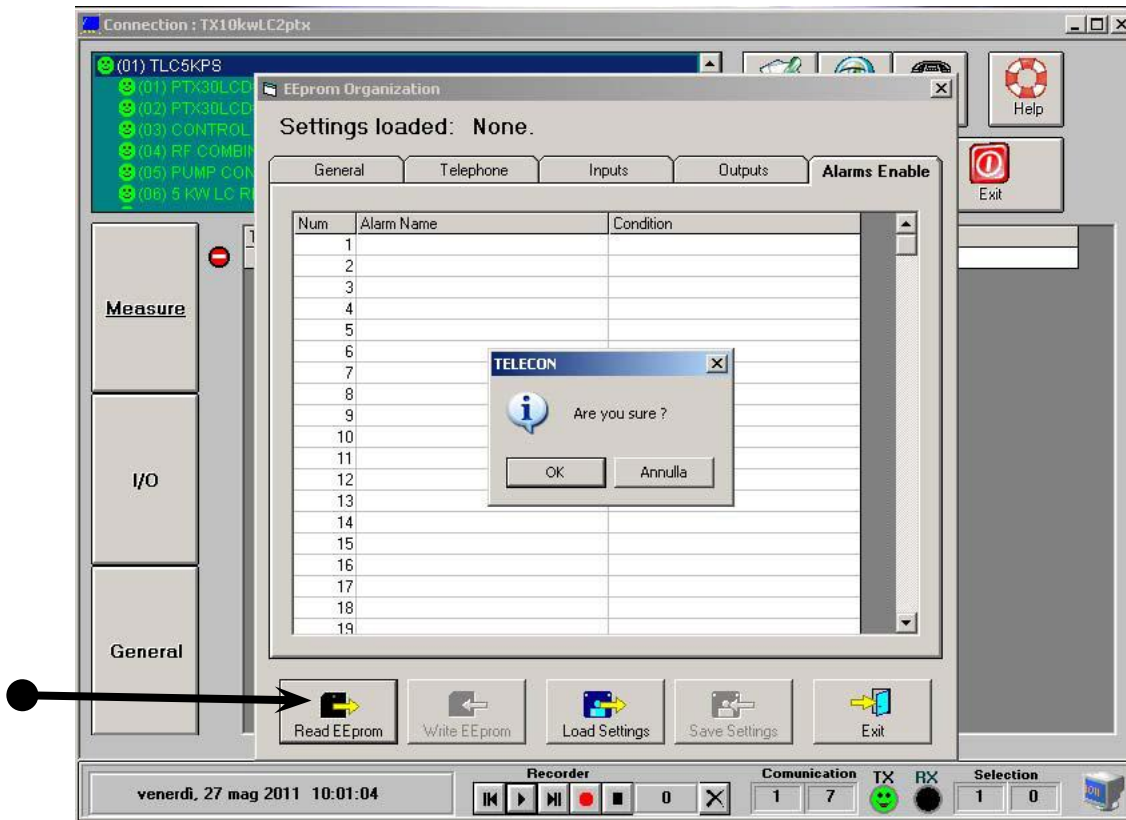 Connection : TX10kwLC2ptx
(01) TLC5KPS
(01) PTX30LCD
(02) PTX30LCD
(03) CONTROL
(04) RF COMBIN
(05) PUMP CON
(06) 5 KW LC R
Help
Exit
EEprom Organization
Settings loaded: None.
General Telephone Inputs Outputs Alarms Enable
Num Alarm Name Condition
1
2
3
4
5
6
7
8
9
10
11
12
13
14
15
16
17
18
19
TELECON
Are you sure ?
OK Annulla
Measure
I/O
General
Read EEprom Write EEprom Load Settings Save Settings Exit
venerdì, 27 mag 2011 10:01:04
Recorder
0
Comunication
1 7
TX RX
Selection
1 0